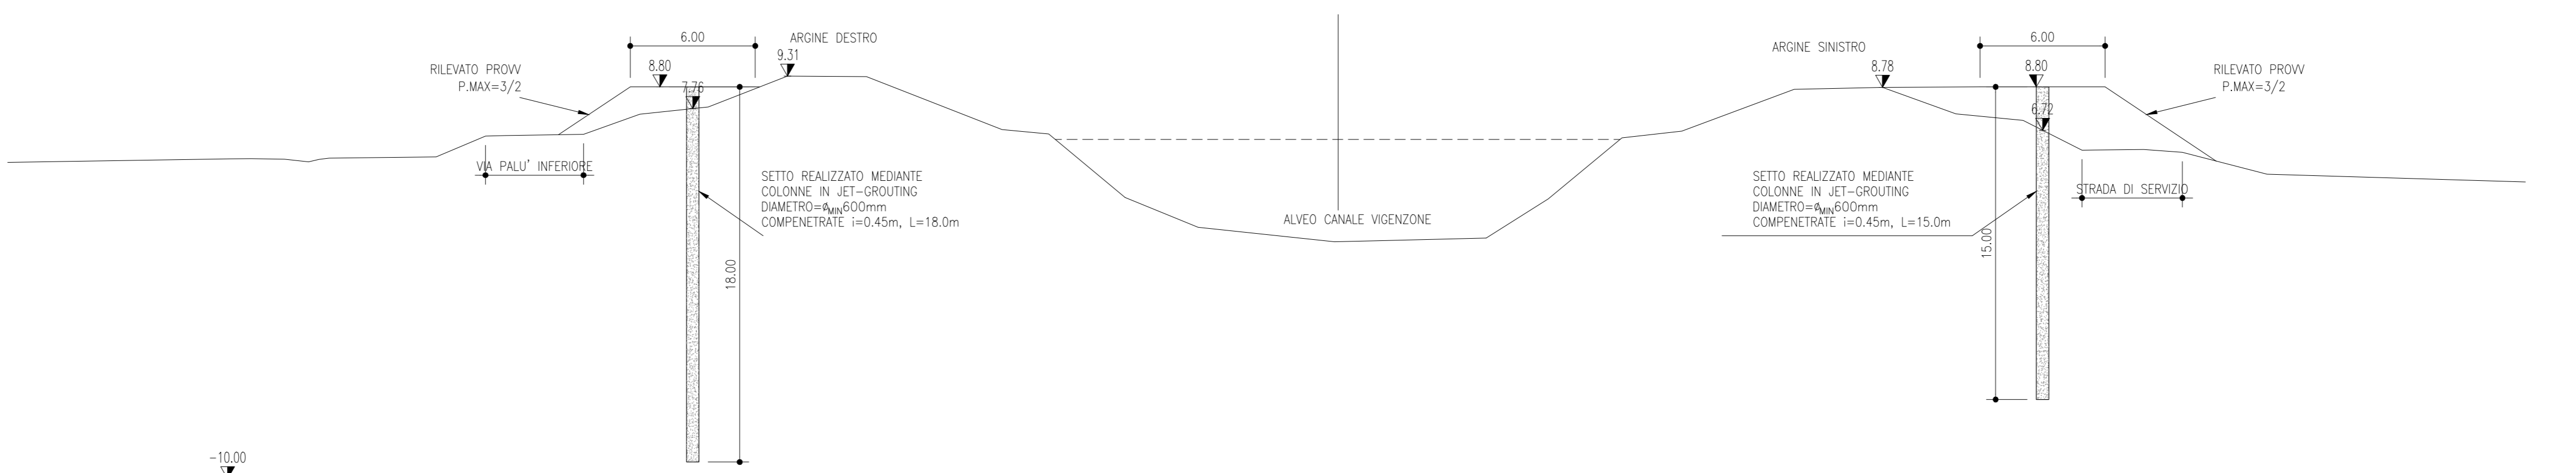 6.00
ARGINE DESTRO
9.31
8.80
RILEVATO PROVV
P.MAX=3/2
7.76
VIA PALU' INFERIORE
SETTO REALIZZATO MEDIANTE
COLONNE IN JET-GROUTING
DIAMETRO=ϕMIN600mm
COMPENETRATE i=0.45m, L=18.0m
18.00
-10.00
ALVEO CANALE VIGENZONE
ARGINE SINISTRO
6.00
8.78
8.80
RILEVATO PROVV
P.MAX=3/2
6.72
SETTO REALIZZATO MEDIANTE
COLONNE IN JET-GROUTING
DIAMETRO=ϕMIN600mm
COMPENETRATE i=0.45m, L=15.0m
15.00
STRADA DI SERVIZIO